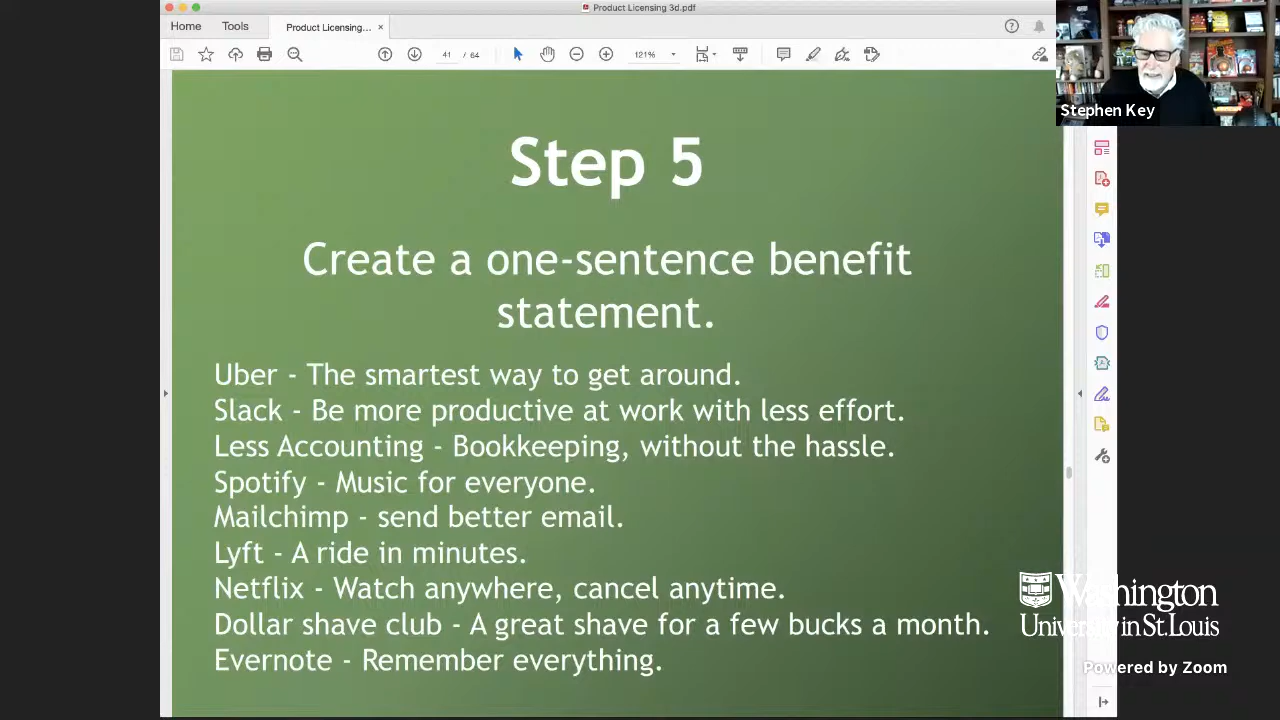 Product Licensing 3d.pdf
Home
Tools
Product Licensing...
×
41 / 64
121%
Stephen Key
Step 5
Create a one-sentence benefit
statement.
Uber - The smartest way to get around.
Slack - Be more productive at work with less effort.
Less Accounting - Bookkeeping, without the hassle.
Spotify - Music for everyone.
Mailchimp - send better email.
Lyft - A ride in minutes.
Netflix - Watch anywhere, cancel anytime.
Dollar shave club - A great shave for a few bucks a month.
Evernote - Remember everything.
Washington
University in St. Louis
Powered by Zoom